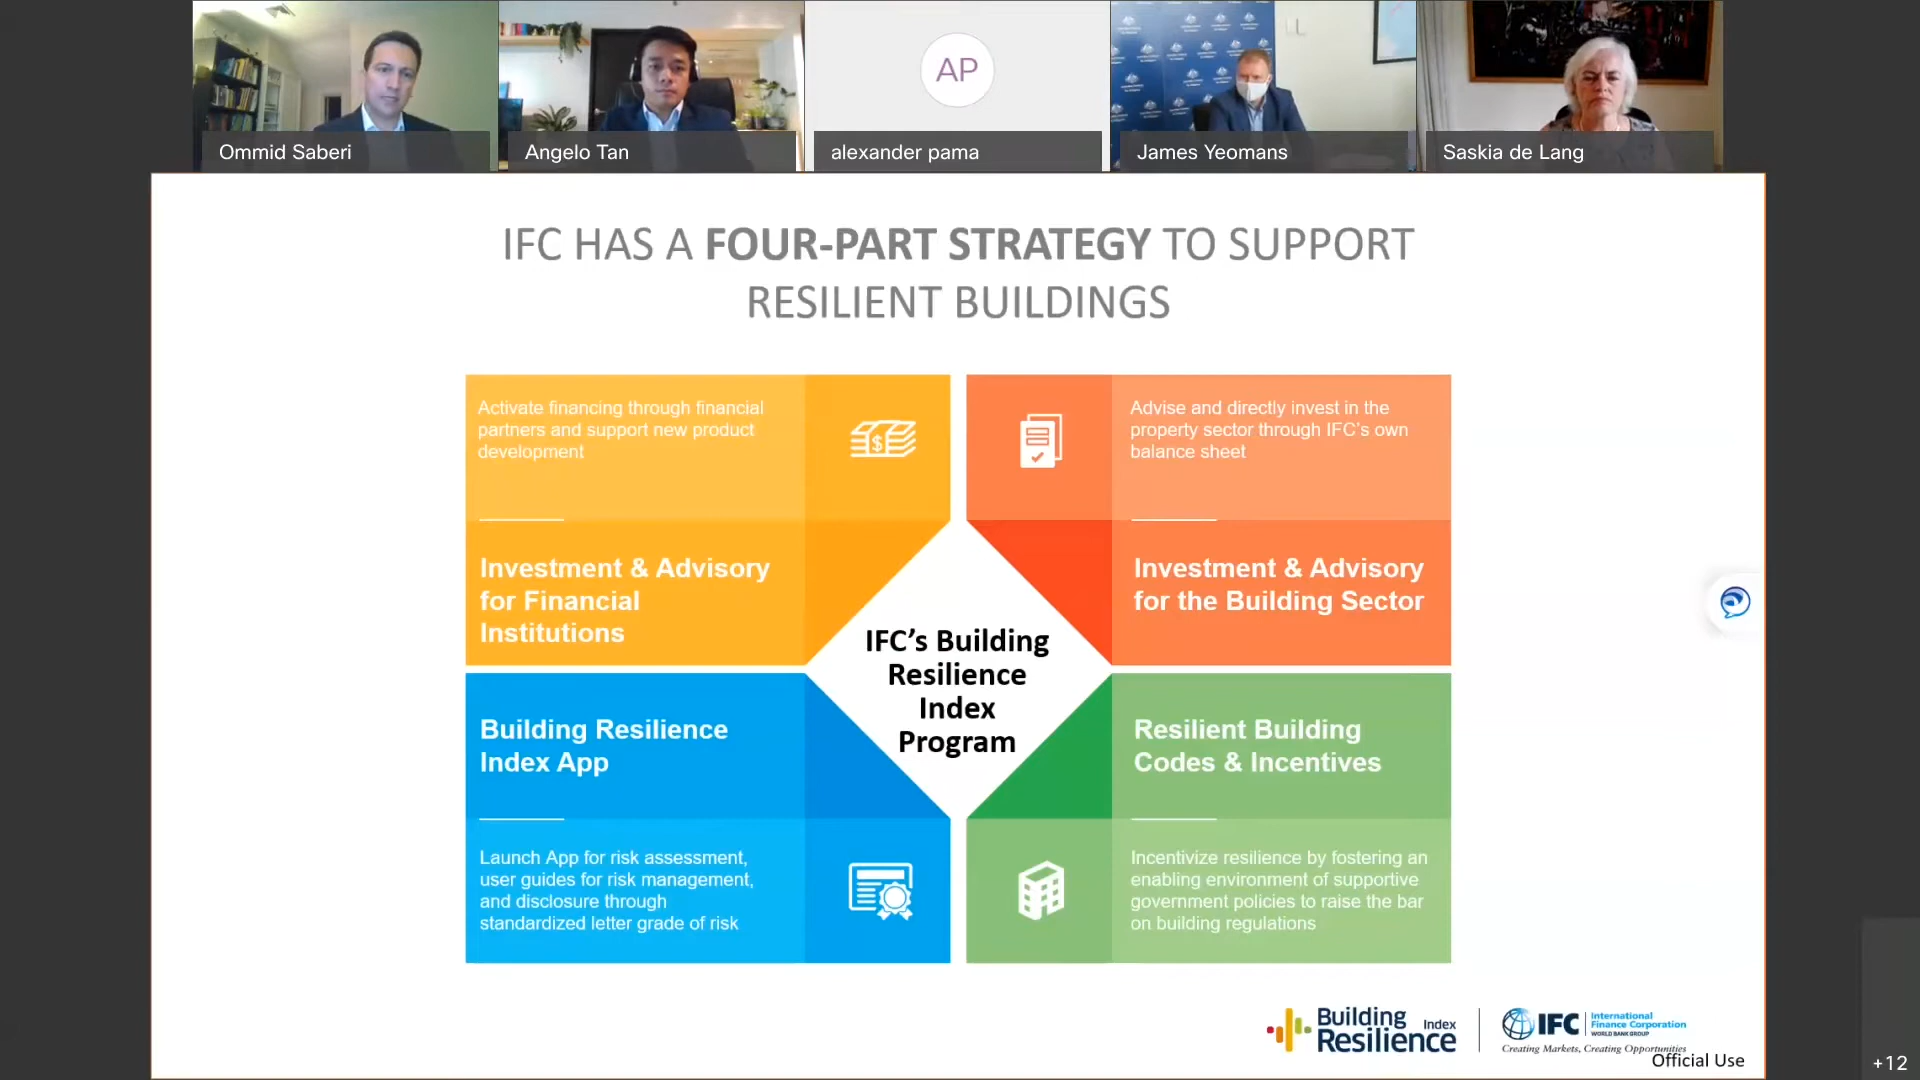 AP
Ommid Saberi
Angelo Tan
alexander pama
James Yeomans
Saskia de Lang
IFC HAS A FOUR-PART STRATEGY TO SUPPORT
RESILIENT BUILDINGS
Activate financing through financial
partners and support new product
development
Investment & Advisory
for Financial
Institutions
Advise and directly invest in the
property sector through IFC’s own
balance sheet
Investment & Advisory
for the Building Sector
IFC’s Building
Resilience
Index
Program
Building Resilience
Index App
Launch App for risk assessment,
user guides for risk management,
and disclosure through
standardized letter grade of risk
Resilient Building
Codes & Incentives
Incentivize resilience by fostering an
enabling environment of supportive
government policies to raise the bar
on building regulations
Building
Resilience
Index
IFC
International
Finance Corporation
WORLD BANK GROUP
Creating Markets, Creating Opportunities
Official Use
+12